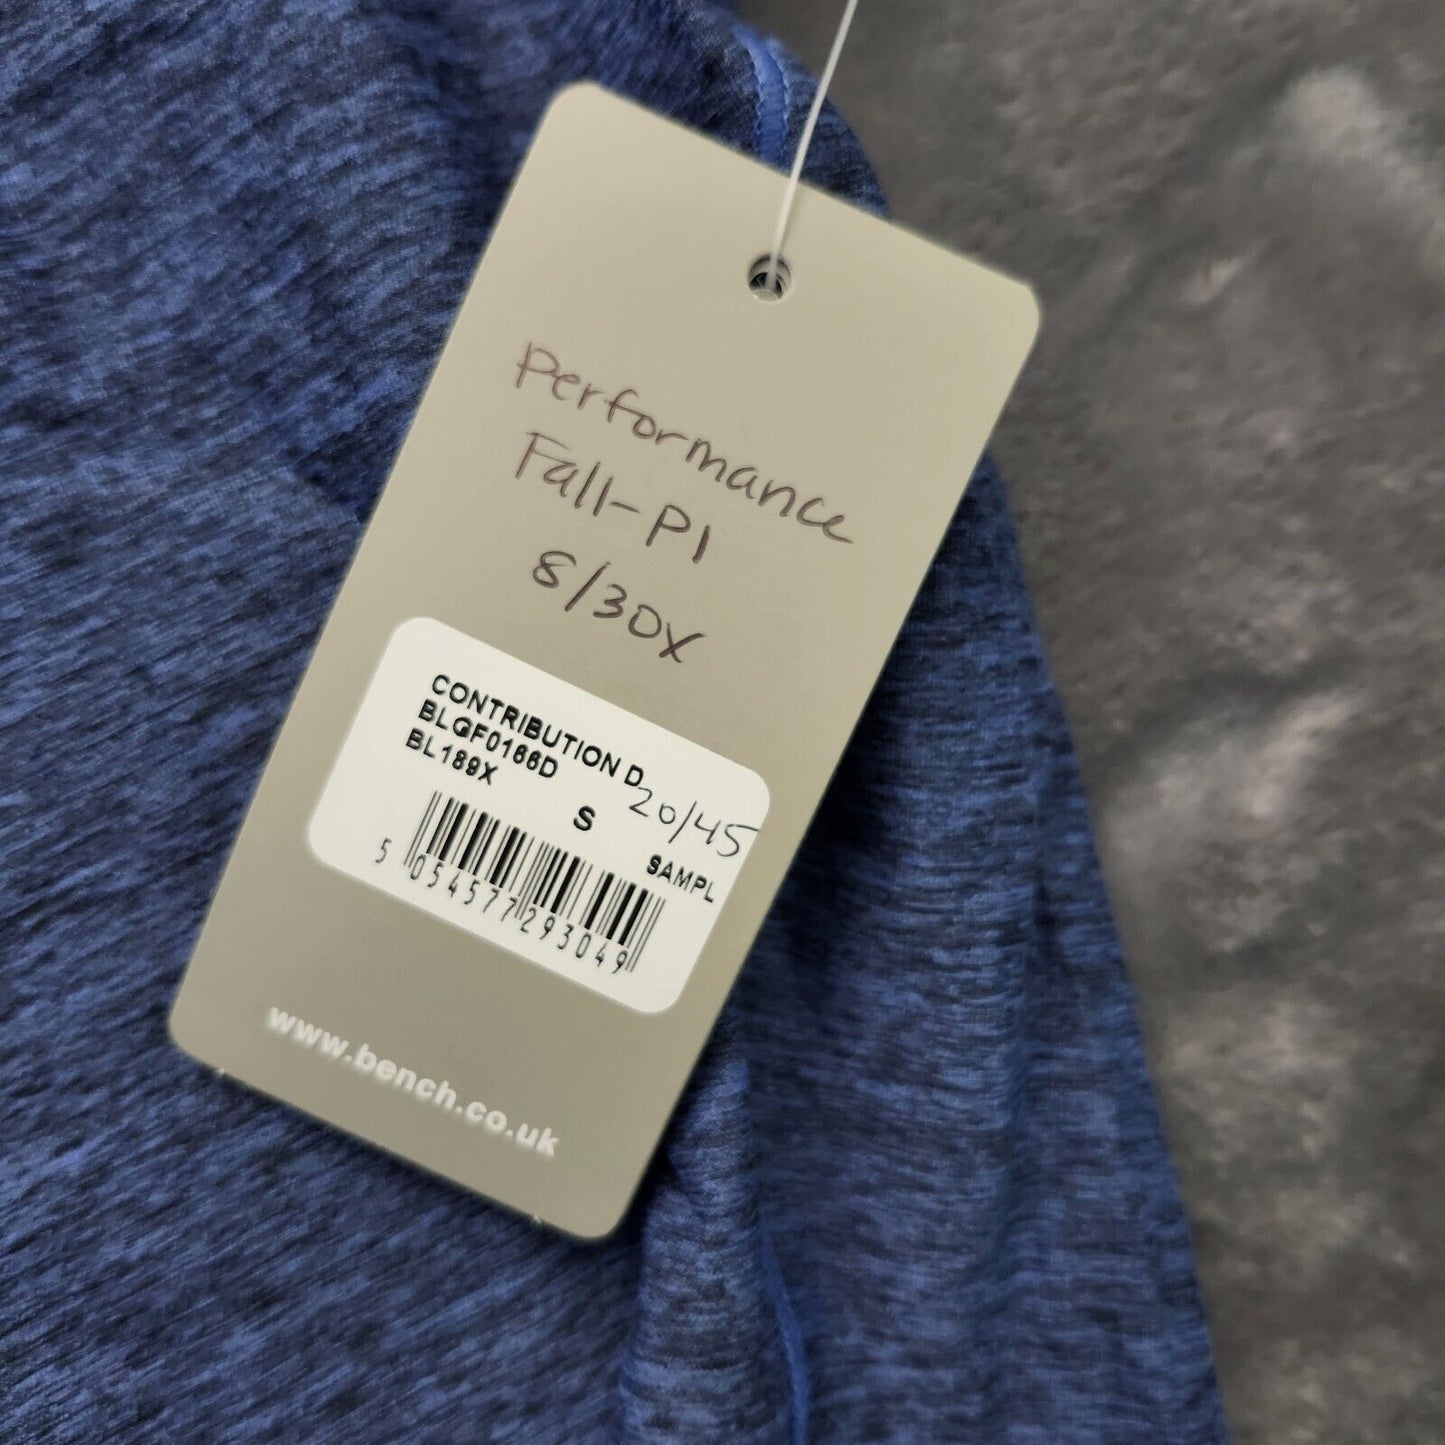 Performance
Fall-P1
8/30X
CONTRIBUTION D
BLGF0166D
BL189X
S 20/45
SAMPL
5 054577 293049
www.bench.co.uk